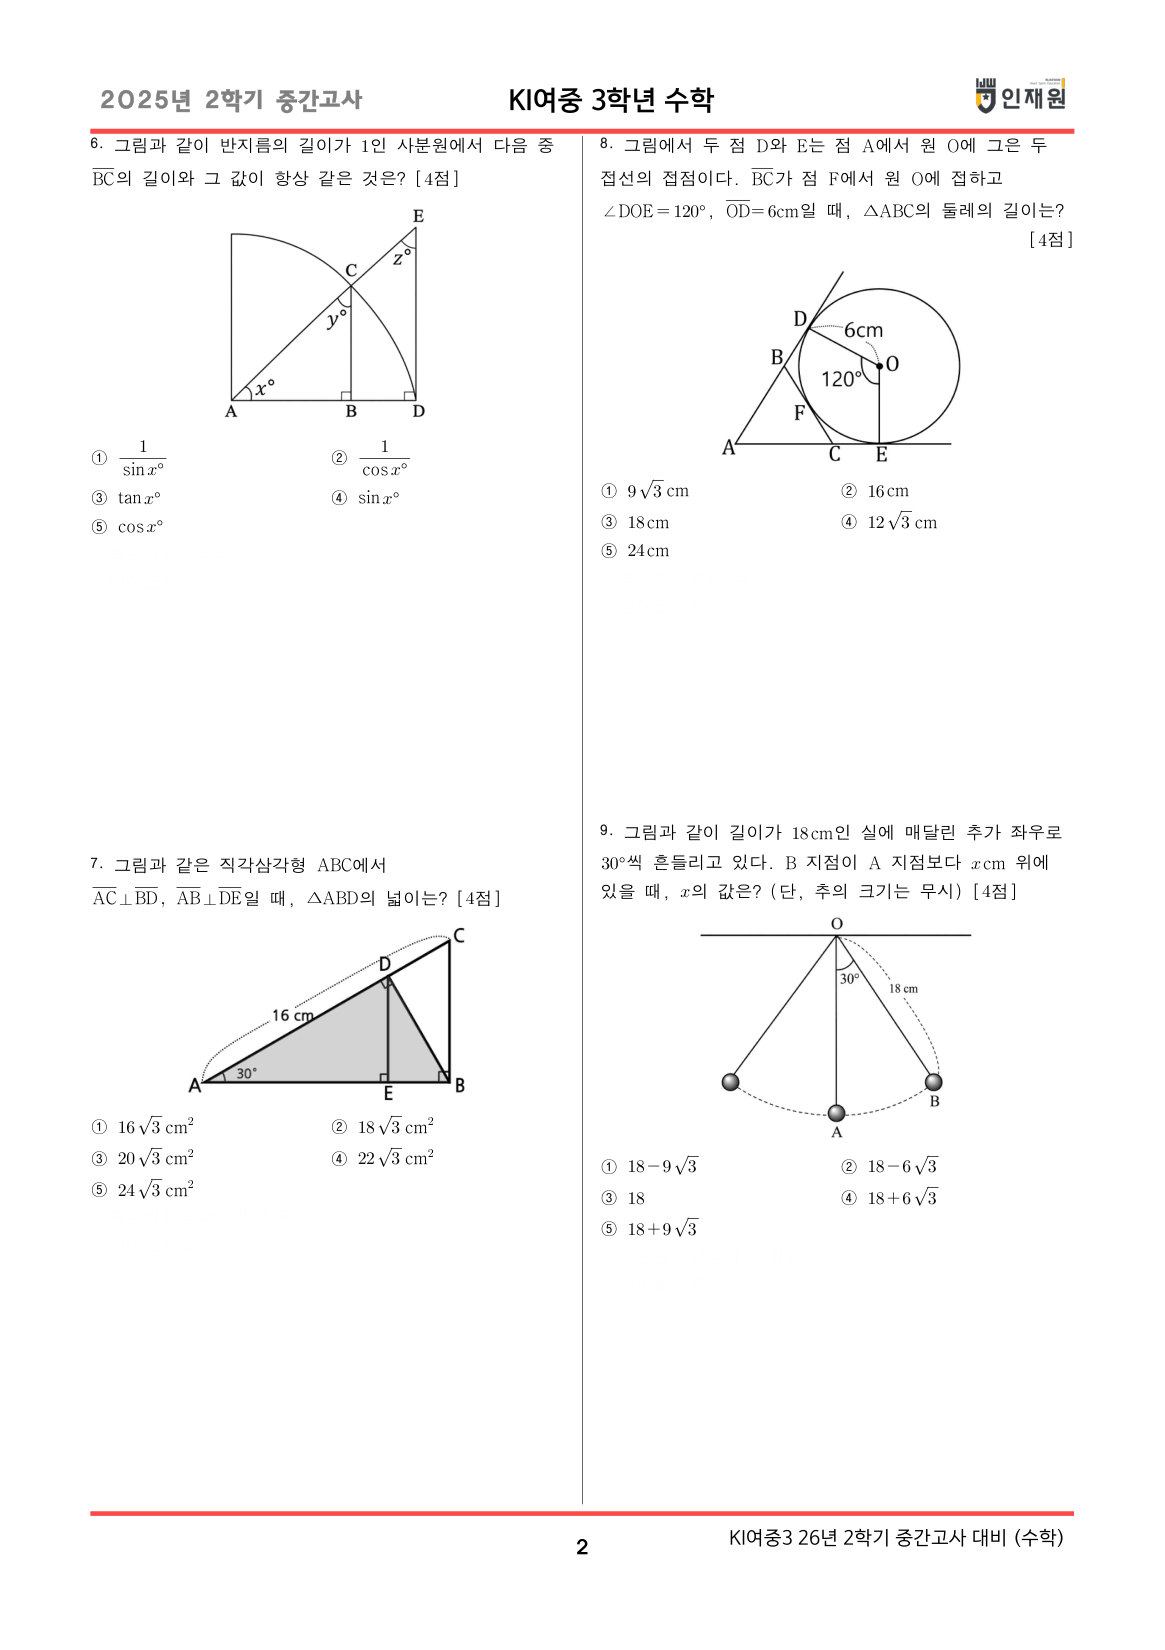 2025년 2학기 중간고사
KI여중 3학년 수학
인재원
6. 그림과 같이 반지름의 길이가 1인 사분원에서 다음 중
BC의 길이와 그 값이 항상 같은 것은? [4점]
E
z°
C
y°
x°
A B D
① 1/sin x° ② 1/cos x°
③ tan x° ④ sin x°
⑤ cos x°
7. 그림과 같은 직각삼각형 ABC에서
AC⊥BD, AB⊥DE일 때, △ABD의 넓이는? [4점]
C
D
16 cm
30°
A E B
① 16√3 cm² ② 18√3 cm²
③ 20√3 cm² ④ 22√3 cm²
⑤ 24√3 cm²
8. 그림에서 두 점 D와 E는 점 A에서 원 O에 그은 두
접선의 접점이다. BC가 점 F에서 원 O에 접하고
∠DOE=120°, OD=6cm일 때, △ABC의 둘레의 길이는?
[4점]
D
6cm
B
O
120°
F
A C E
① 9√3 cm ② 16cm
③ 18cm ④ 12√3 cm
⑤ 24cm
9. 그림과 같이 길이가 18cm인 실에 매달린 추가 좌우로
30°씩 흔들리고 있다. B 지점이 A 지점보다 x cm 위에
있을 때, x의 값은? (단, 추의 크기는 무시) [4점]
O
30°
18 cm
B
A
① 18−9√3 ② 18−6√3
③ 18 ④ 18+6√3
⑤ 18+9√3
2
KI여중3 26년 2학기 중간고사 대비 (수학)